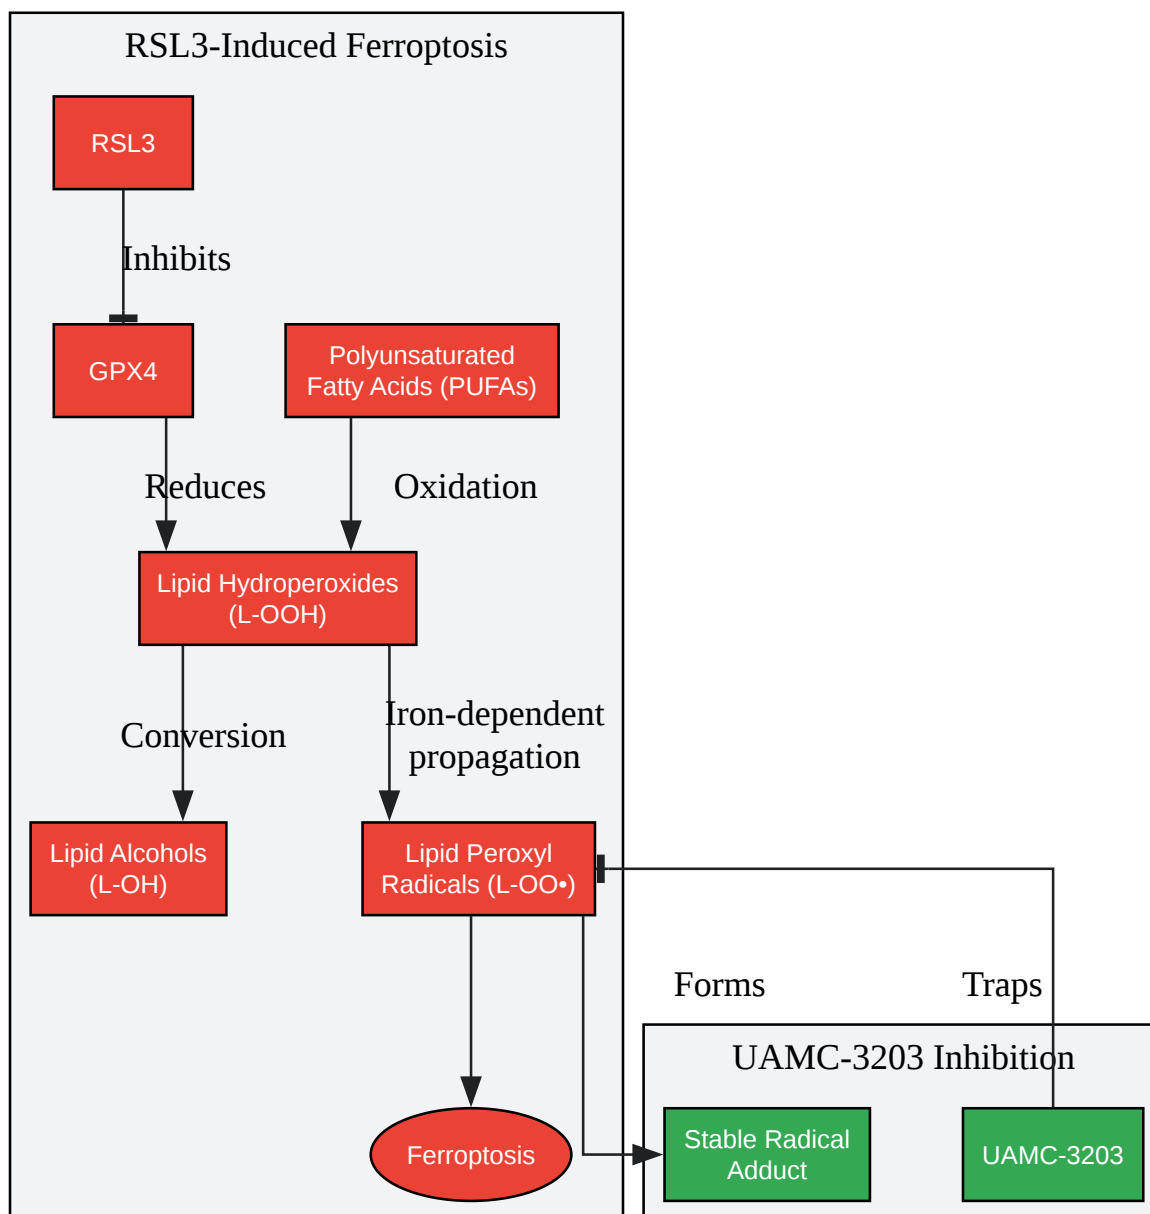 RSL3-Induced Ferroptosis
RSL3
Inhibits
GPX4
Polyunsaturated
Fatty Acids (PUFAs)
Reduces
Oxidation
Lipid Hydroperoxides
(L-OOH)
Conversion
Iron-dependent
propagation
Lipid Alcohols
(L-OH)
Lipid Peroxyl
Radicals (L-OO•)
Forms
Traps
UAMC-3203 Inhibition
Ferroptosis
Stable Radical
Adduct
UAMC-3203